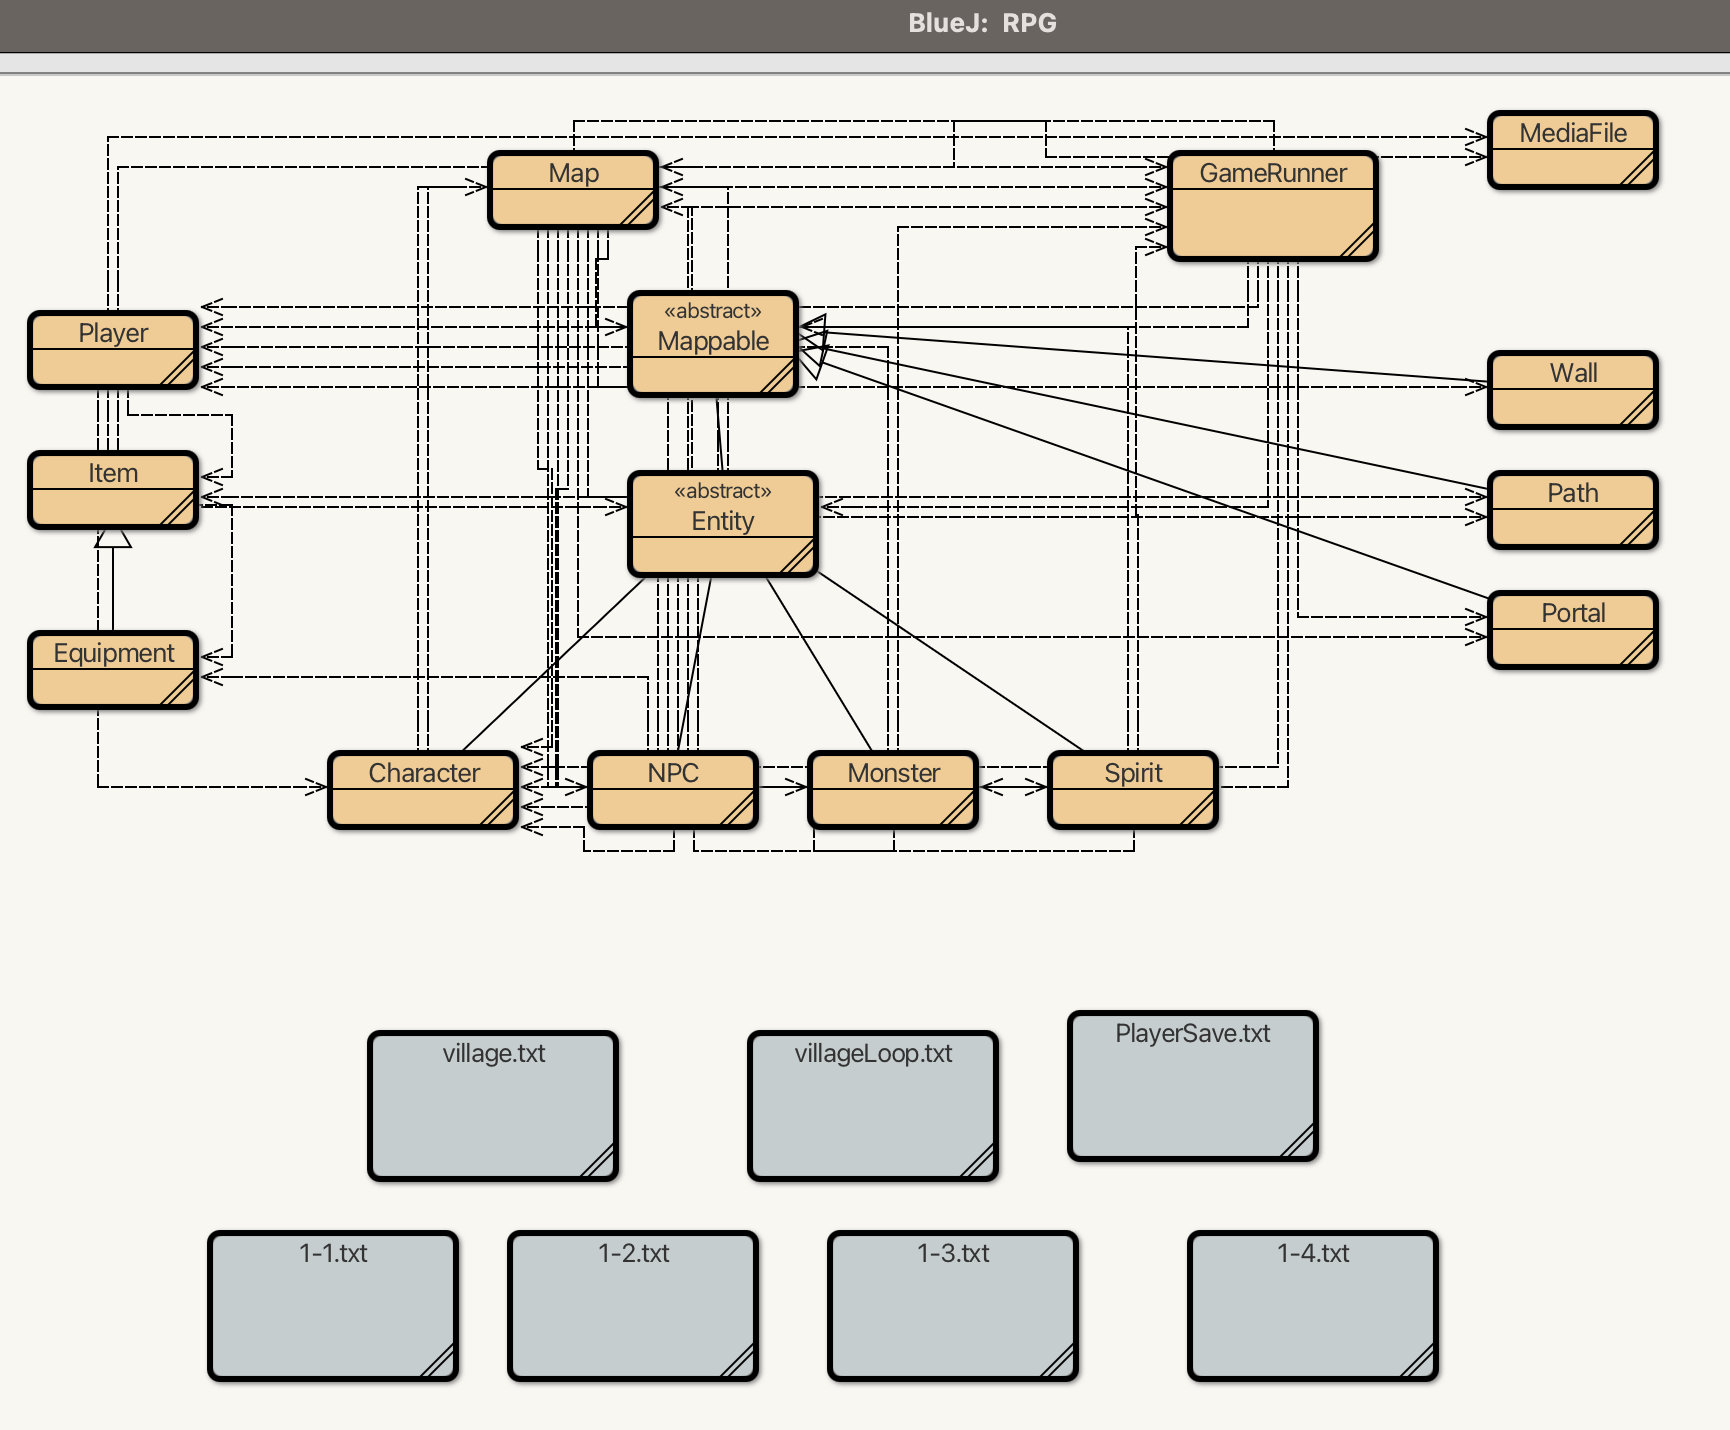 BlueJ: RPG
MediaFile
Map
GameRunner
«abstract»
Mappable
Player
Wall
Item
«abstract»
Entity
Path
Portal
Equipment
Character
NPC
Monster
Spirit
village.txt
villageLoop.txt
PlayerSave.txt
1-1.txt
1-2.txt
1-3.txt
1-4.txt